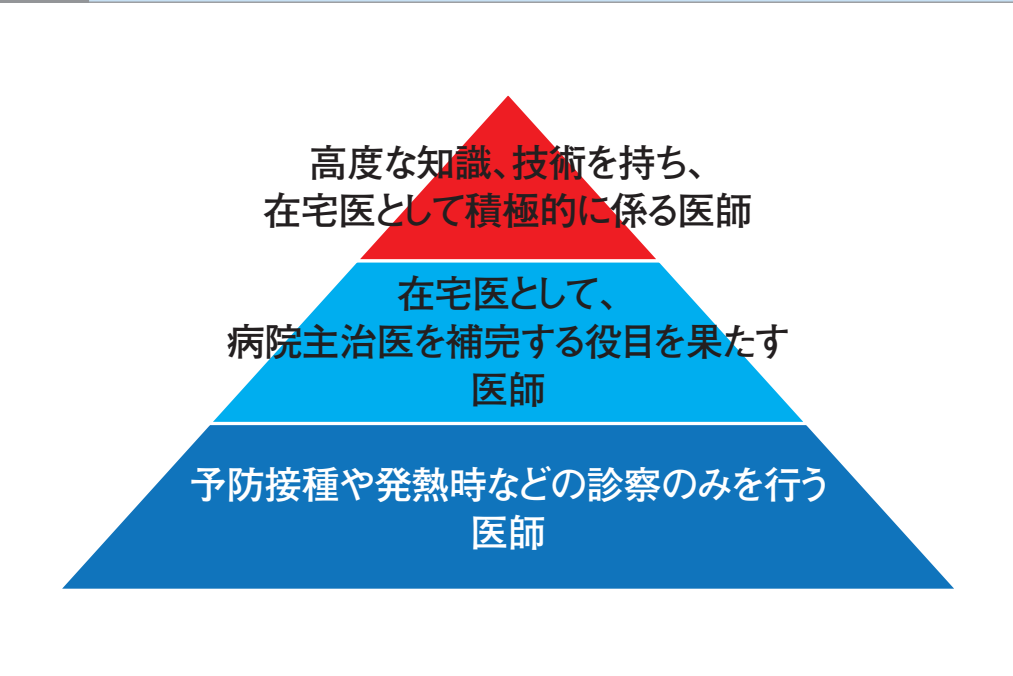 高度な知識、技術を持ち、
在宅医として積極的に係る医師
在宅医として、
病院主治医を補完する役目を果たす
医師
予防接種や発熱時などの診察のみを行う
医師